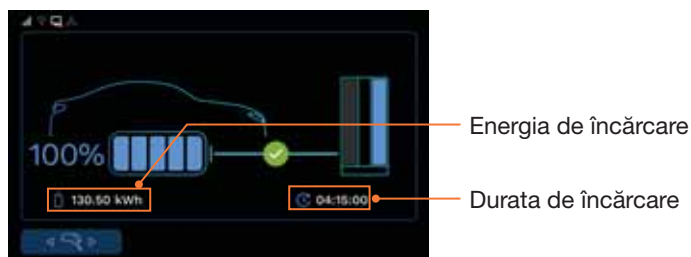 Energia de încărcare
100%
130.50 kWh
04:15:00
Durata de încărcare